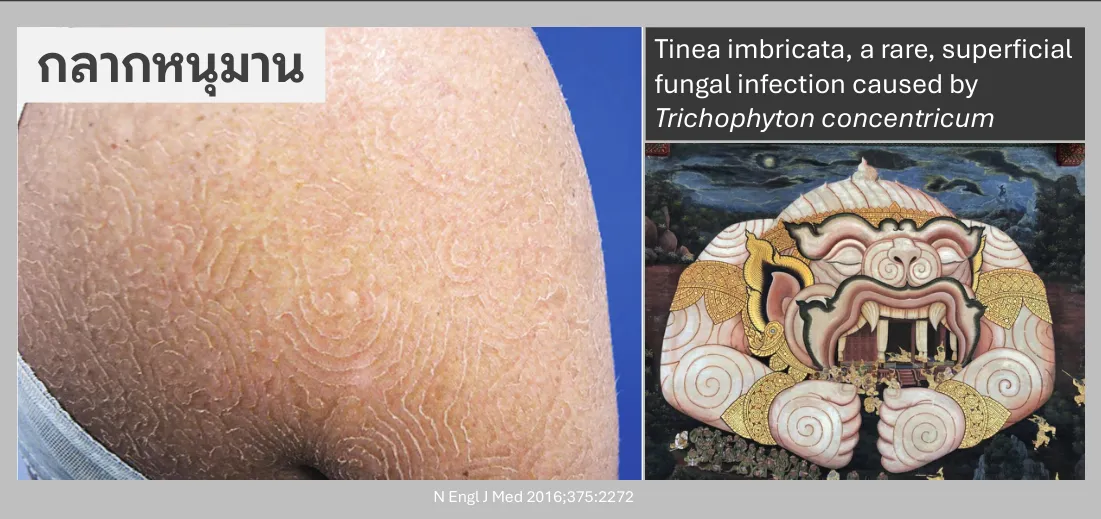 กลากหนุมาน
Tinea imbricata, a rare, superficial
fungal infection caused by
Trichophyton concentricum
N Engl J Med 2016;375:2272